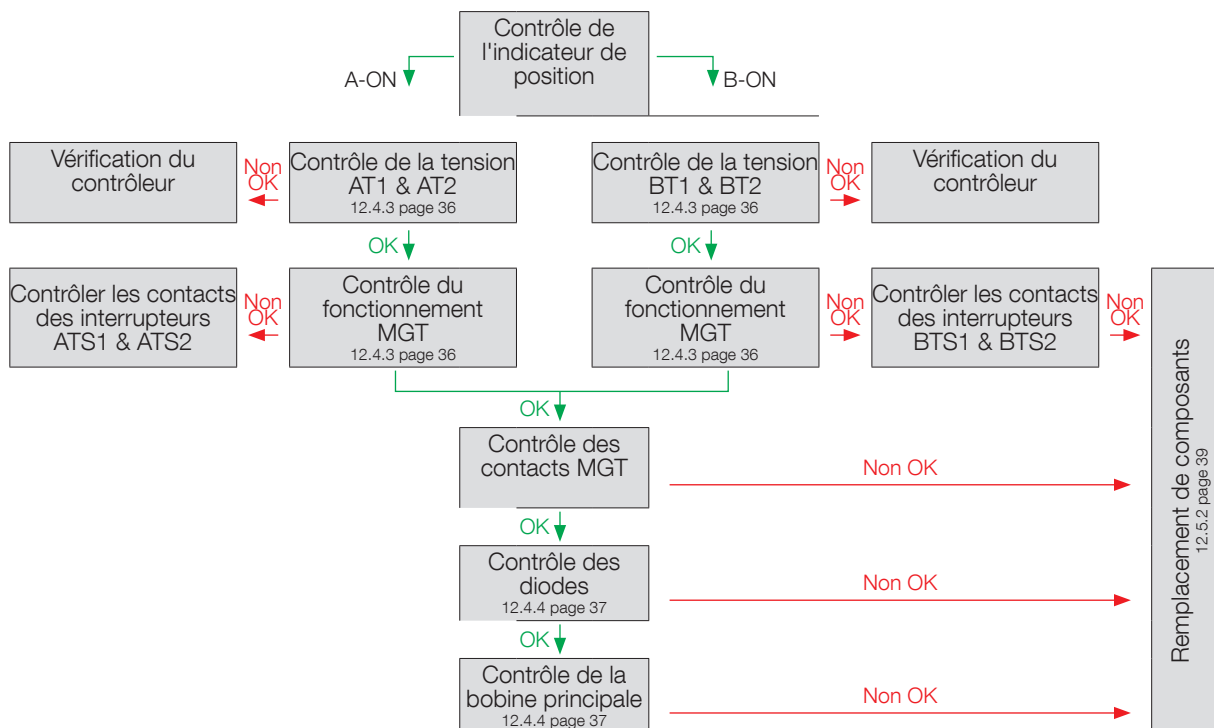 Contrôle de
l'indicateur de
position
A-ON
B-ON
Vérification du
contrôleur
Non
OK
Contrôle de la tension
AT1 & AT2
12.4.3 page 36
Contrôle de la tension
BT1 & BT2
12.4.3 page 36
Non
OK
Vérification du
contrôleur
OK
OK
Contrôler les contacts
des interrupteurs
ATS1 & ATS2
Non
OK
Contrôle du
fonctionnement
MGT
12.4.3 page 36
Contrôle du
fonctionnement
MGT
12.4.3 page 36
Non
OK
Contrôler les contacts
des interrupteurs
BTS1 & BTS2
Non
OK
OK
Contrôle des
contacts MGT
Non OK
OK
Contrôle des
diodes
12.4.4 page 37
Non OK
OK
Contrôle de la
bobine principale
12.4.4 page 37
Non OK
Remplacement de composants
12.5.2 page 39